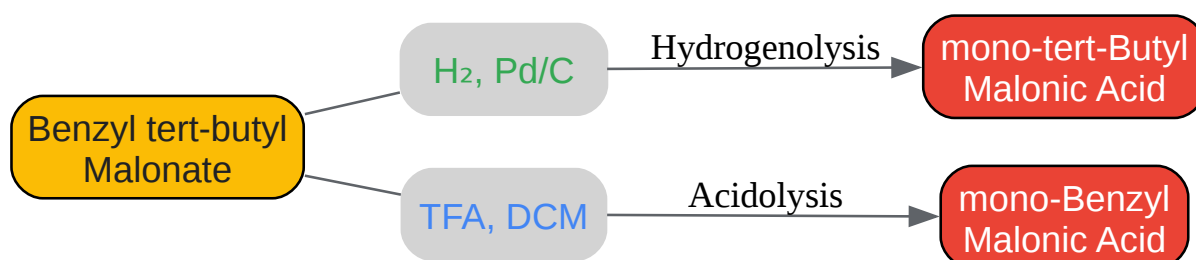 Benzyl tert-butyl
Malonate
H₂, Pd/C
Hydrogenolysis
mono-tert-Butyl
Malonic Acid
TFA, DCM
Acidolysis
mono-Benzyl
Malonic Acid